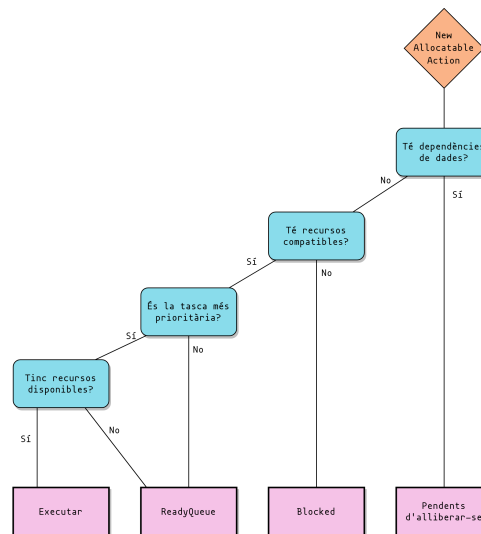 New
Allocatable
Action
Té dependències
de dades?
No
Sí
Té recursos
compatibles?
Sí
No
És la tasca més
prioritària?
Sí
No
Tinc recursos
disponibles?
Sí
No
Executar
ReadyQueue
Blocked
Pendents
d'alliberar-se